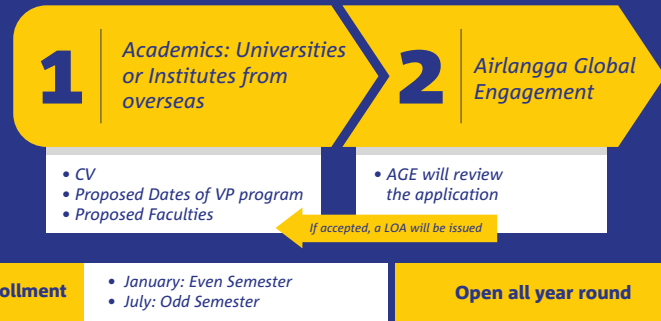 1
Academics: Universities
or Institutes from
overseas
2
Airlangga Global
Engagement
• CV
• Proposed Dates of VP program
• Proposed Faculties
• AGE will review
the application
If accepted, a LOA will be issued
ollment
• January: Even Semester
• July: Odd Semester
Open all year round